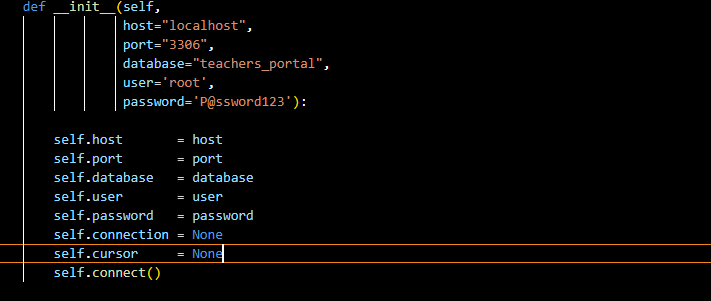 def __init__(self,
host="localhost",
port="3306",
database="teachers_portal",
user='root',
password='P@ssword123'):
self.host = host
self.port = port
self.database = database
self.user = user
self.password = password
self.connection = None
self.cursor = None
self.connect()